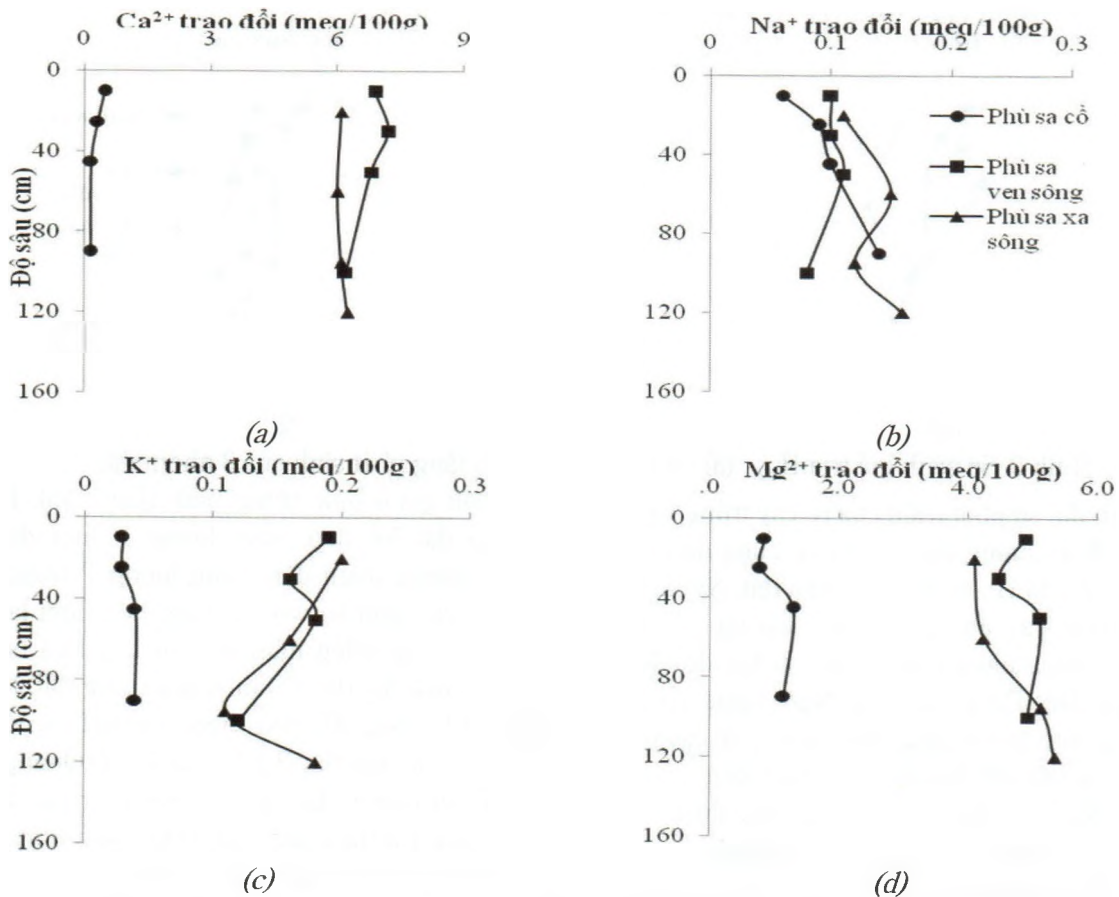 Ca²⁺ trao đổi (meq/100g)
0 3 6 9
Độ sâu (cm)
0
40
80
120
160
(a)
Na⁺ trao đổi (meq/100g)
0 0.1 0.2 0.3
0
40
80
120
160
Phù sa cổ
Phù sa
ven sông
Phù sa xa
sông
(b)
K⁺ trao đổi (meq/100g)
0 0.1 0.2 0.3
Độ sâu (cm)
0
40
80
120
160
(c)
Mg²⁺ trao đổi (meq/100g)
.0 2.0 4.0 6.0
0
40
80
120
160
(d)